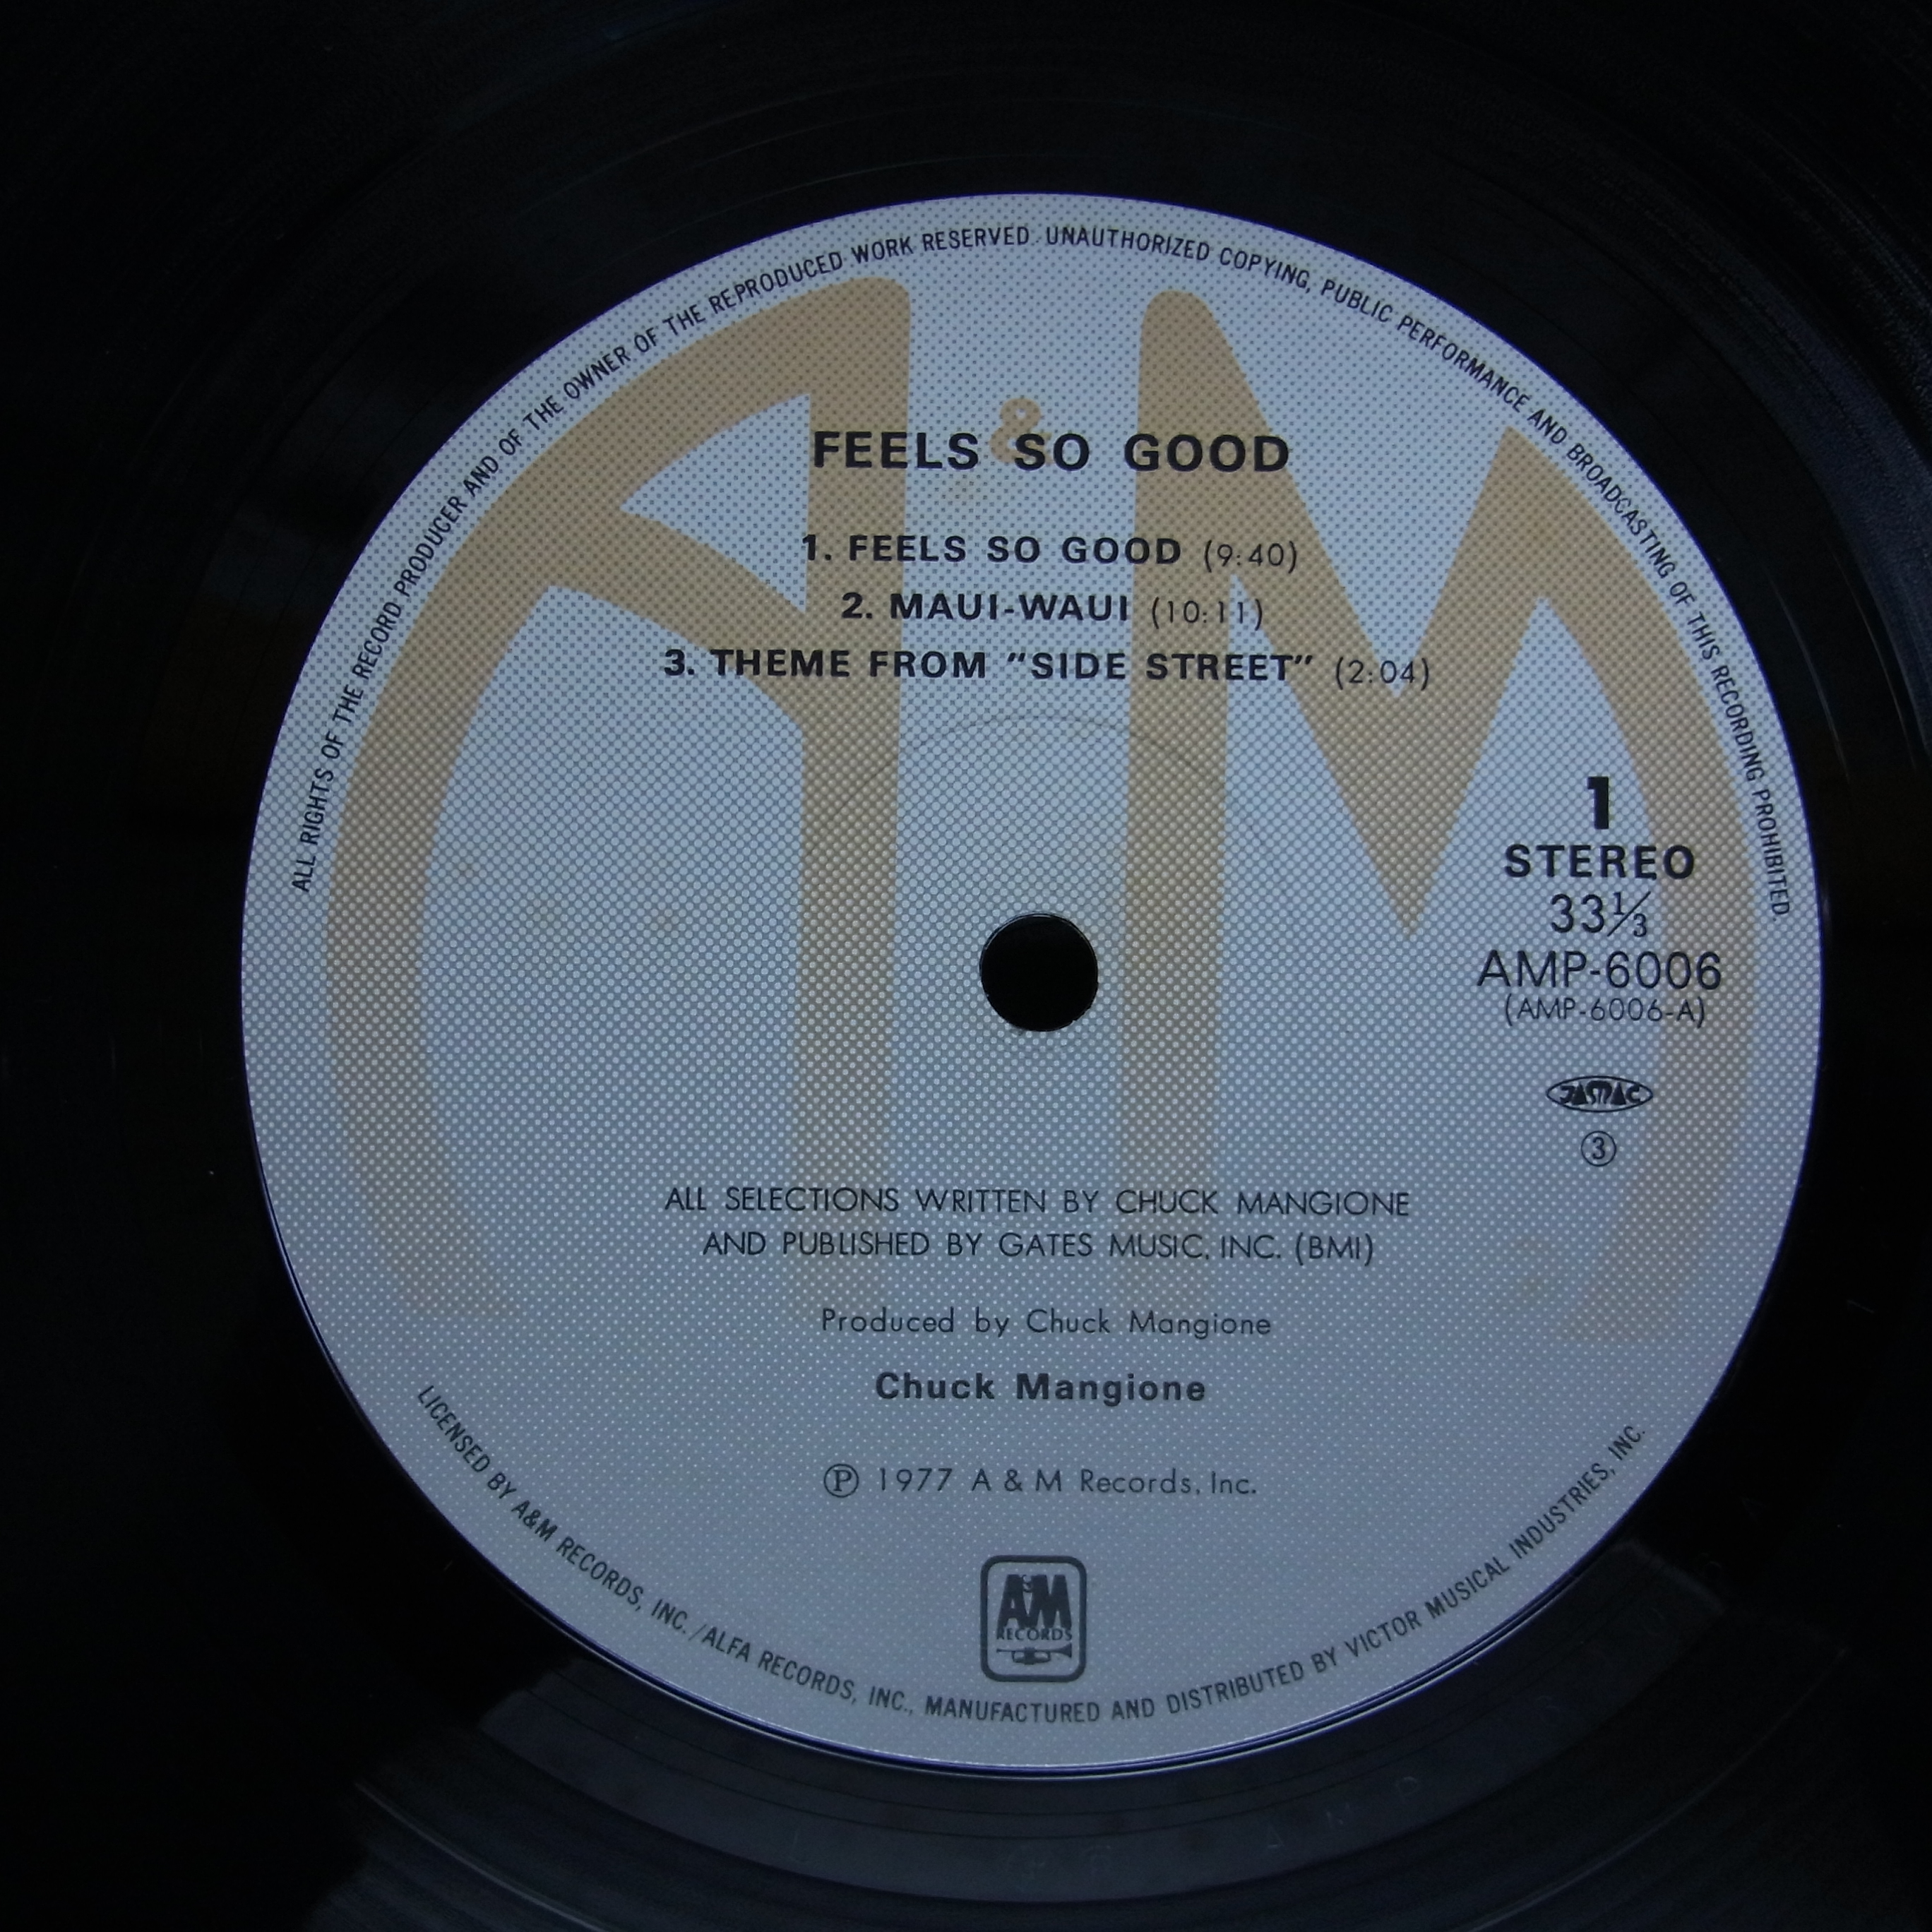 ALL RIGHTS OF THE RECORD PRODUCER AND OF THE OWNER OF THE REPRODUCED WORK RESERVED. UNAUTHORIZED COPYING, PUBLIC PERFORMANCE AND BROADCASTING OF THIS RECORDING PROHIBITED.
A & M
FEELS SO GOOD
1. FEELS SO GOOD (9:40)
2. MAUI-WAUI (10:11)
3. THEME FROM "SIDE STREET" (2:04)
1
STEREO
33⅓
AMP-6006
(AMP-6006-A)
JASRAC
③
ALL SELECTIONS WRITTEN BY CHUCK MANGIONE
AND PUBLISHED BY GATES MUSIC, INC. (BMI)
Produced by Chuck Mangione
Chuck Mangione
Ⓟ 1977 A & M Records, Inc.
A&M
RECORDS
LICENSED BY A&M RECORDS, INC./ALFA RECORDS, INC., MANUFACTURED AND DISTRIBUTED BY VICTOR MUSICAL INDUSTRIES, INC.